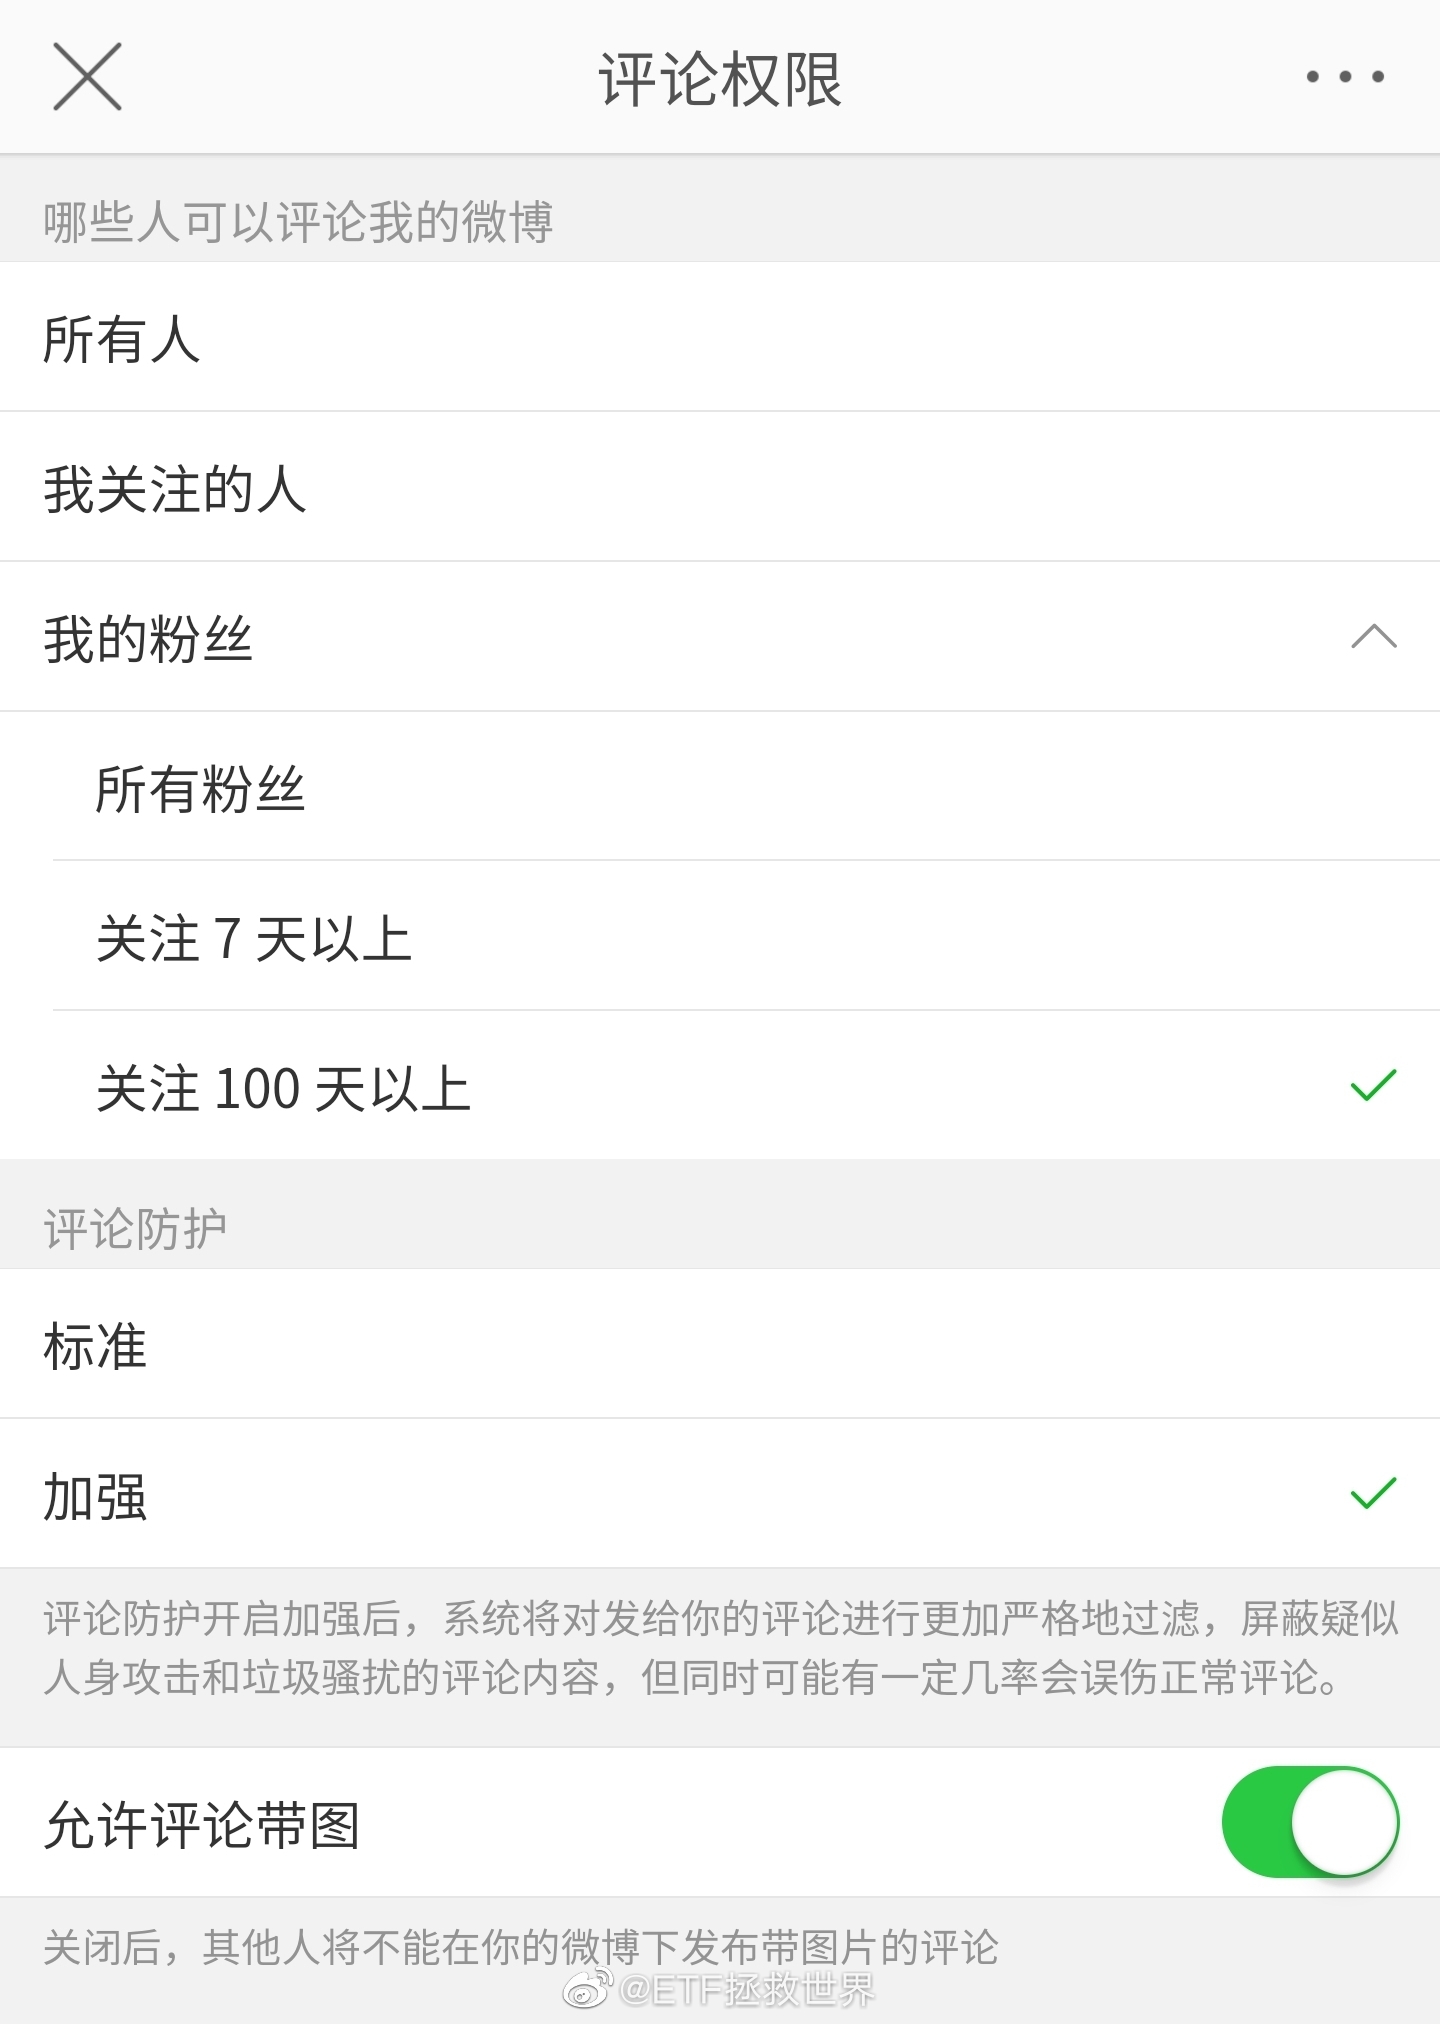 评论权限
哪些人可以评论我的微博
所有人
我关注的人
我的粉丝
所有粉丝
关注 7 天以上
关注 100 天以上
评论防护
标准
加强
评论防护开启加强后，系统将对发给你的评论进行更加严格地过滤，屏蔽疑似
人身攻击和垃圾骚扰的评论内容，但同时可能有一定几率会误伤正常评论。
允许评论带图
关闭后，其他人将不能在你的微博下发布带图片的评论
@ETF拯救世界